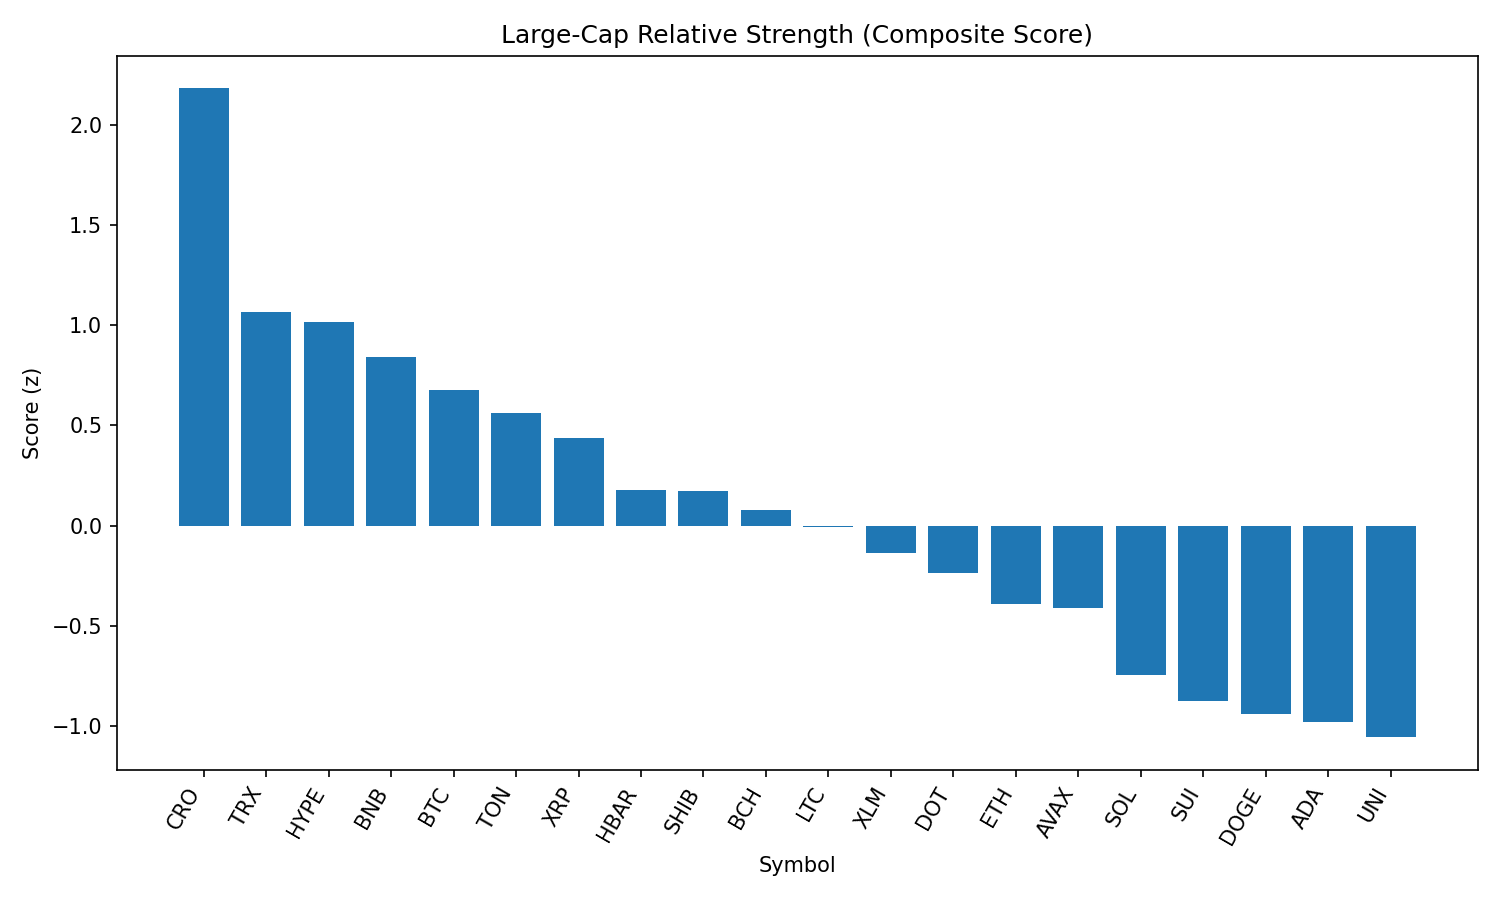 Large-Cap Relative Strength (Composite Score)
Score (z)
2.0
1.5
1.0
0.5
0.0
−0.5
−1.0
CRO
TRX
HYPE
BNB
BTC
TON
XRP
HBAR
SHIB
BCH
LTC
XLM
DOT
ETH
AVAX
SOL
SUI
DOGE
ADA
UNI
Symbol